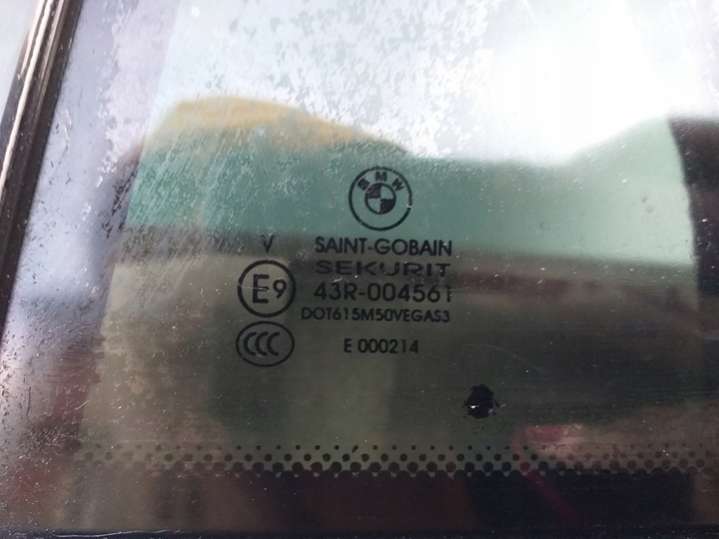 BMW
V SAINT-GOBAIN
SEKURIT
E9 43R-004561
DOT615M50VEGAS3
CCC E 000214